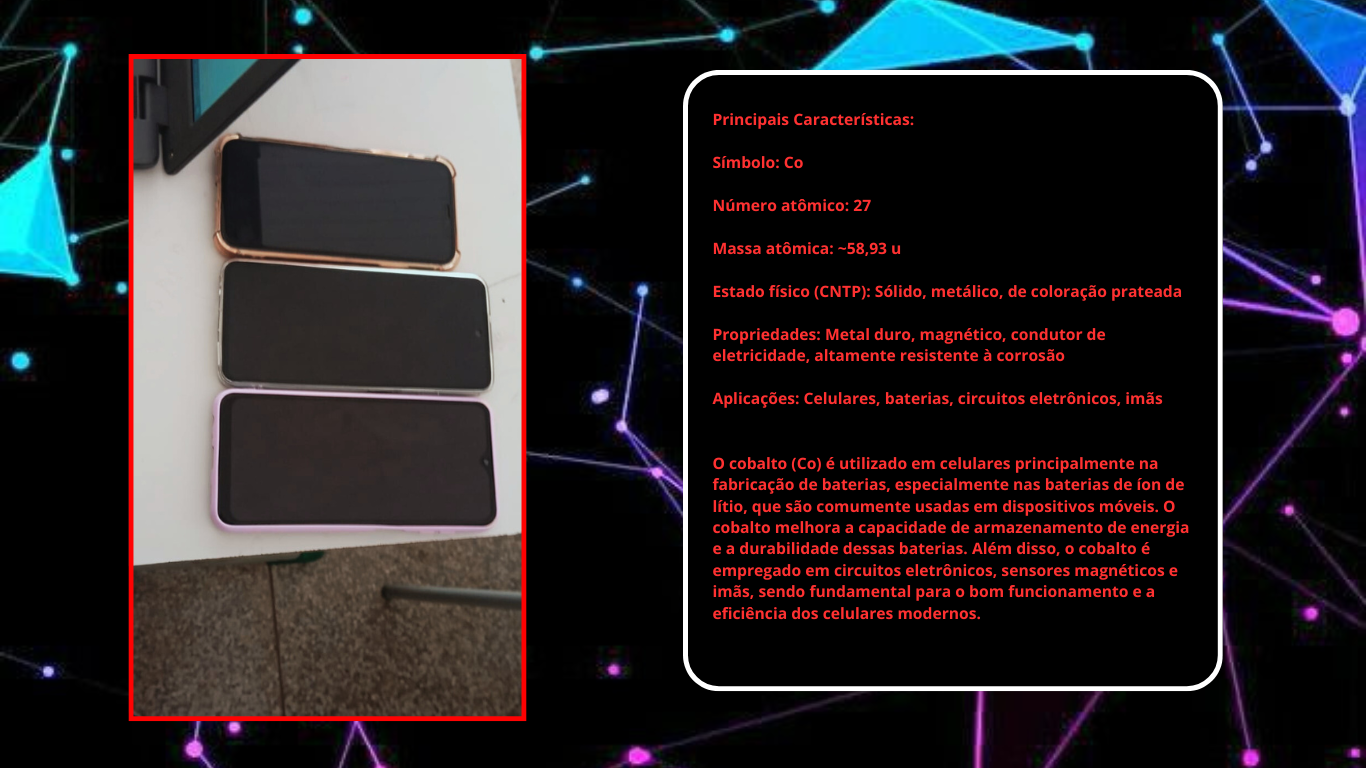 Principais Características:
Símbolo: Co
Número atômico: 27
Massa atômica: ~58,93 u
Estado físico (CNTP): Sólido, metálico, de coloração prateada
Propriedades: Metal duro, magnético, condutor de
eletricidade, altamente resistente à corrosão
Aplicações: Celulares, baterias, circuitos eletrônicos, imãs
O cobalto (Co) é utilizado em celulares principalmente na
fabricação de baterias, especialmente nas baterias de íon de
lítio, que são comumente usadas em dispositivos móveis. O
cobalto melhora a capacidade de armazenamento de energia
e a durabilidade dessas baterias. Além disso, o cobalto é
empregado em circuitos eletrônicos, sensores magnéticos e
imãs, sendo fundamental para o bom funcionamento e a
eficiência dos celulares modernos.